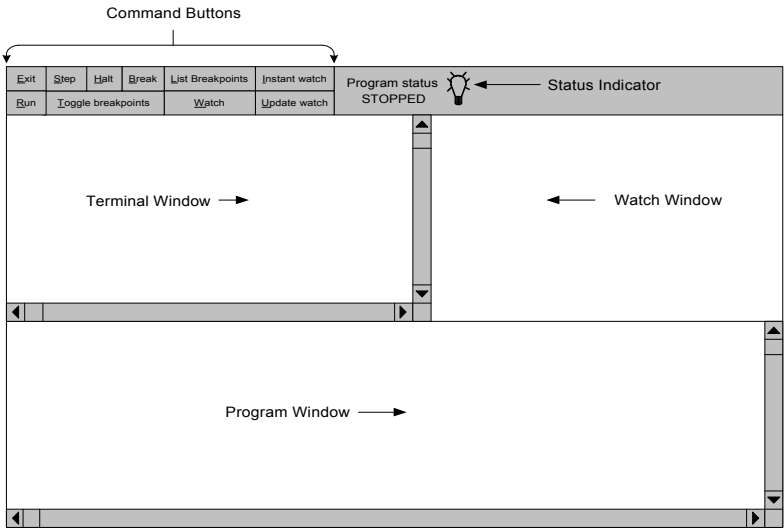 Command Buttons
Exit Step Halt Break List Breakpoints Instant watch
Run Toggle breakpoints Watch Update watch
Program status
STOPPED
Status Indicator
Terminal Window
Watch Window
Program Window